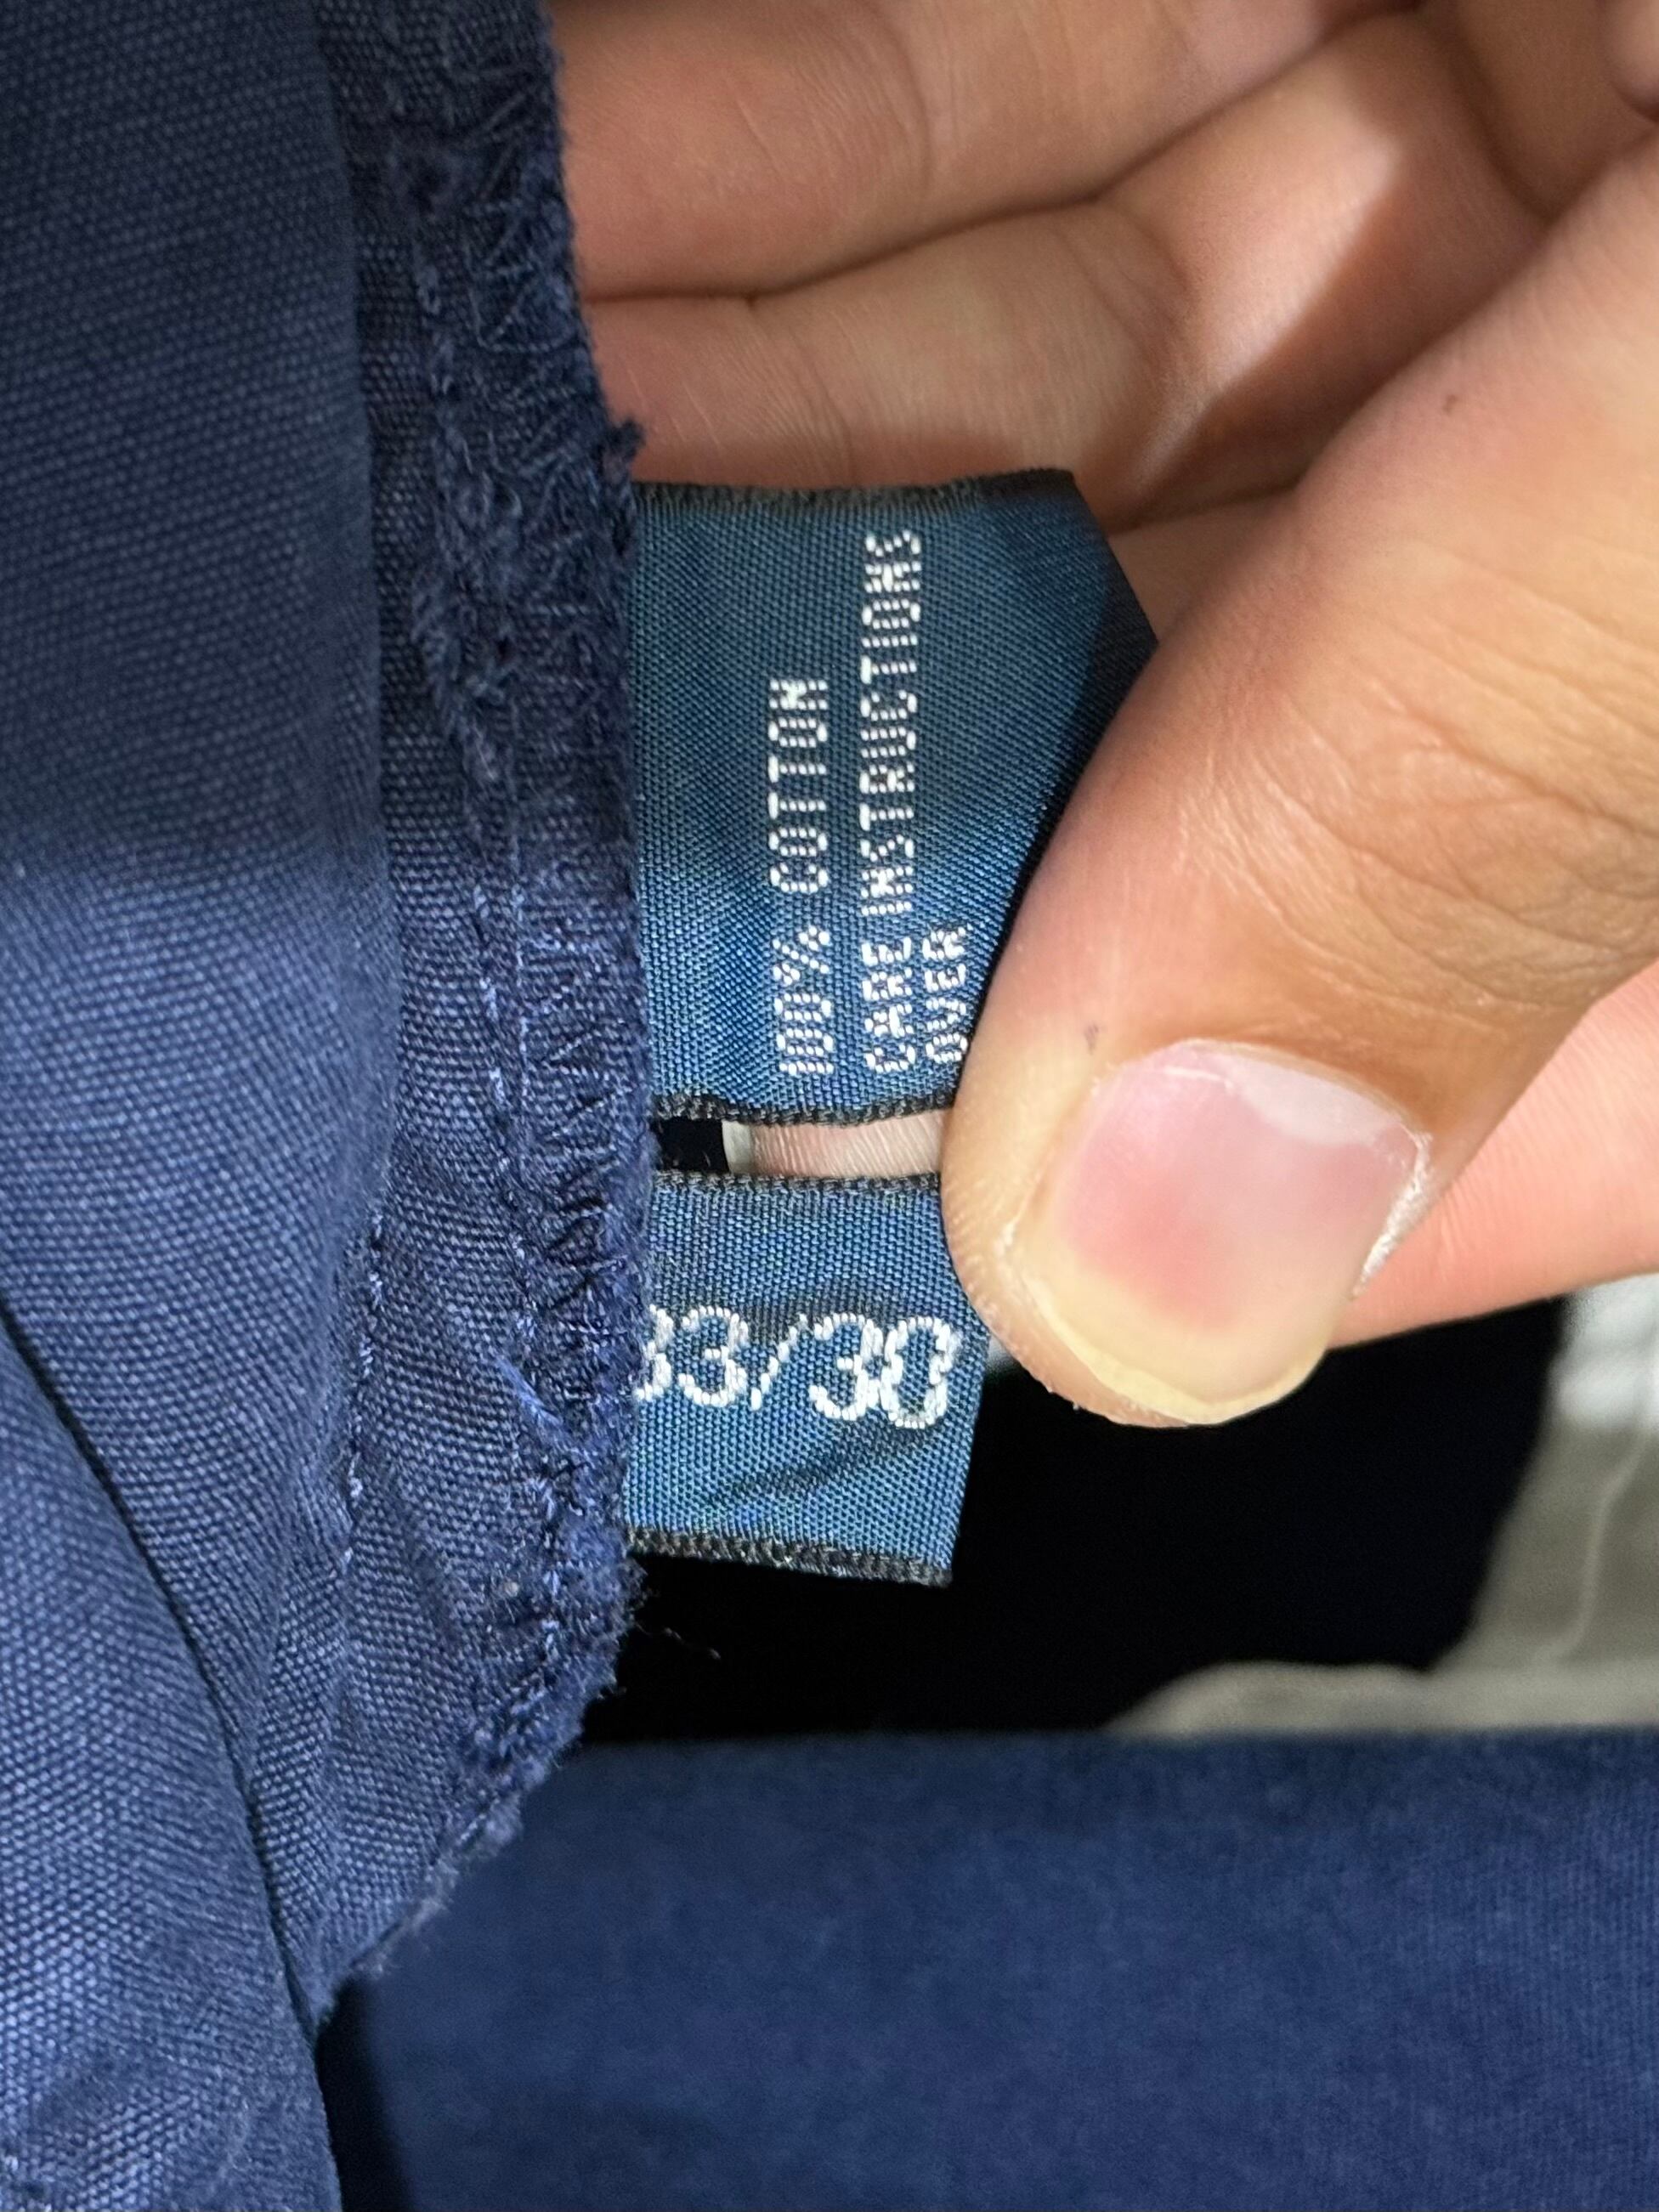 100% COTTON
CARE INSTRUCTIONS
OVER
33/30